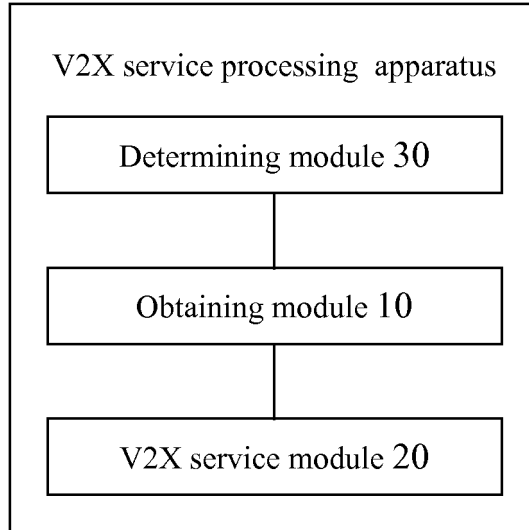 V2X service processing apparatus
Determining module 30
Obtaining module 10
V2X service module 20